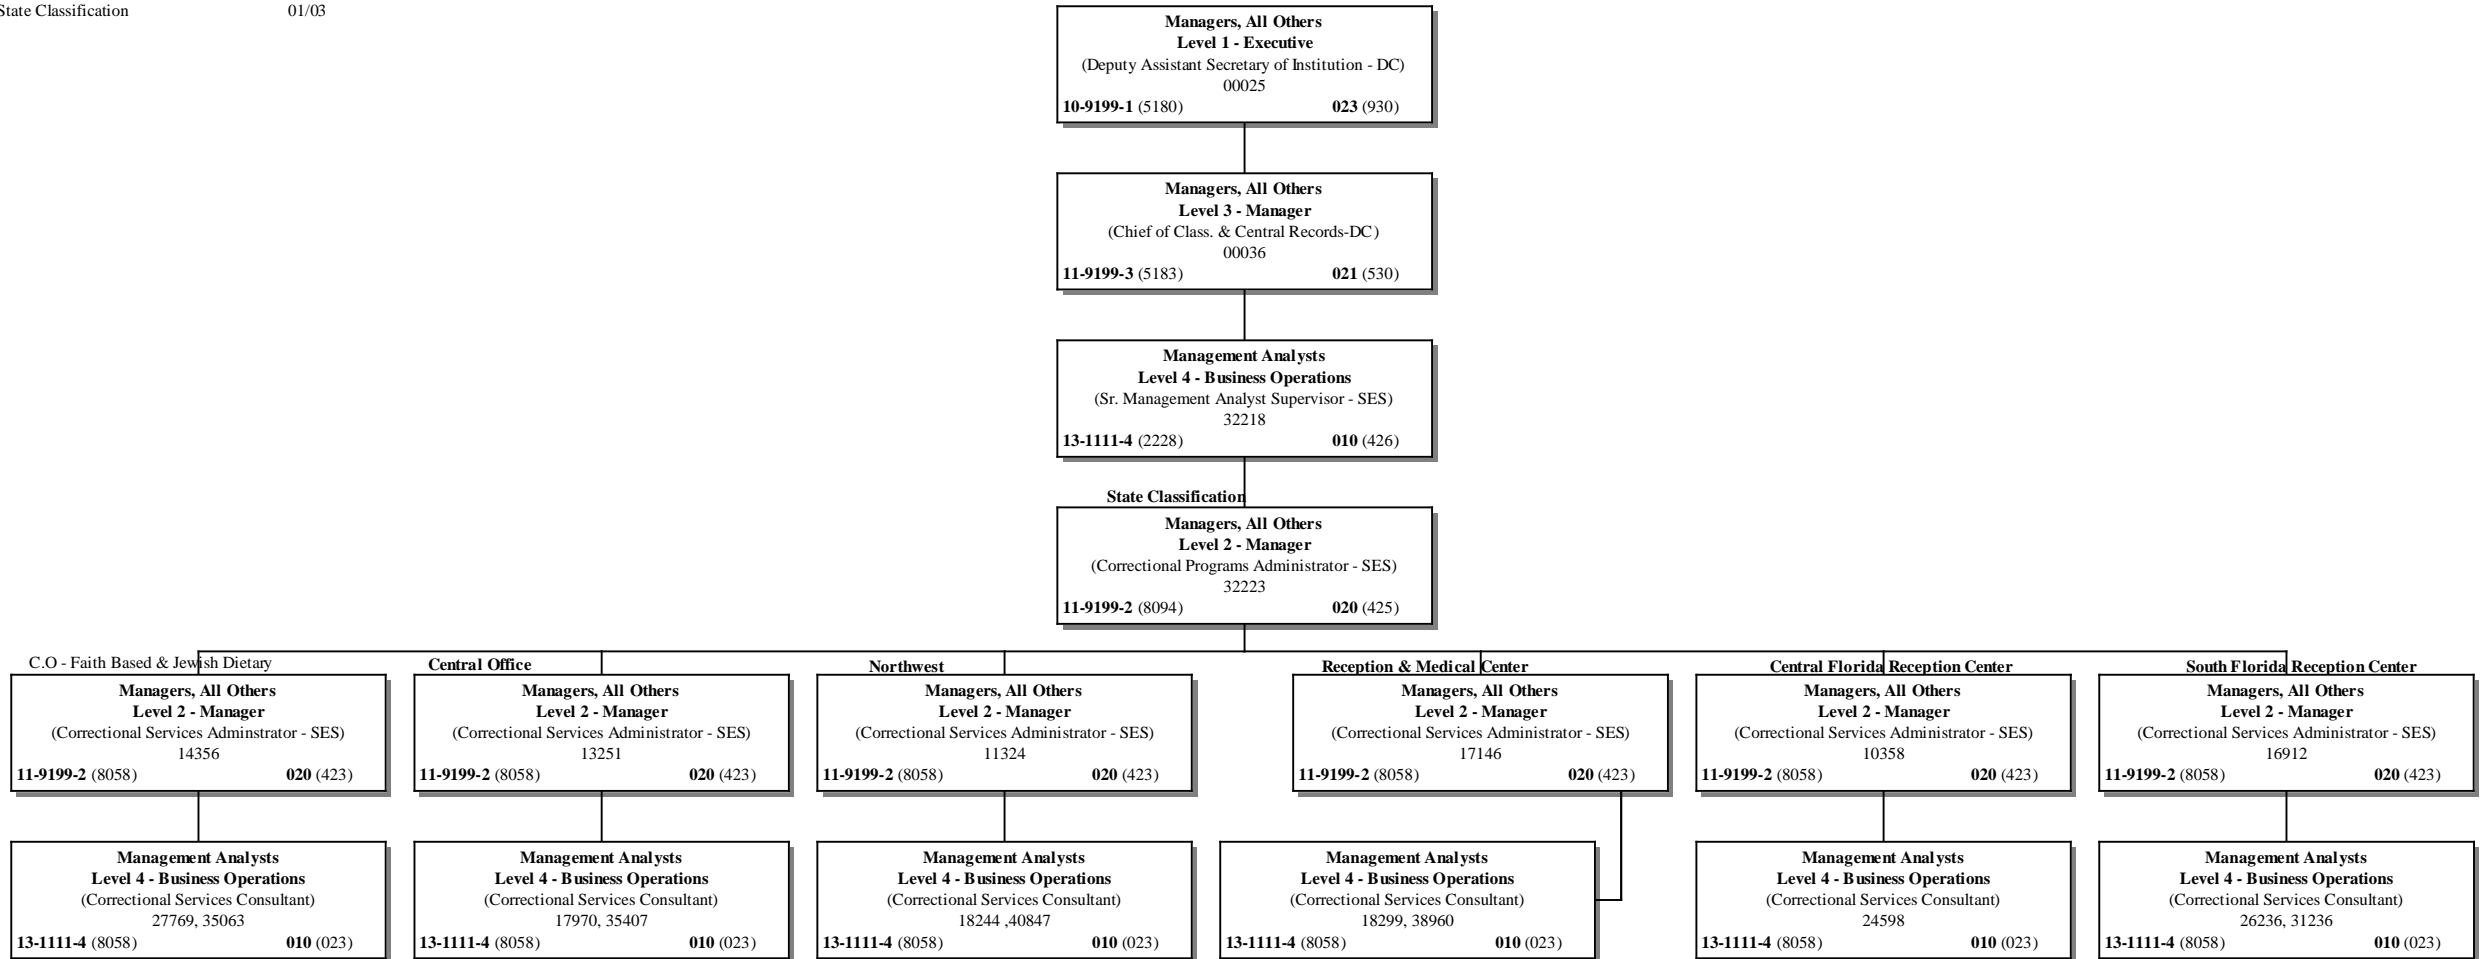 State Classification 01/03
Managers, All Others
Level 1 - Executive
(Deputy Assistant Secretary of Institution - DC)
00025
10-9199-1 (5180) 023 (930)
Managers, All Others
Level 3 - Manager
(Chief of Class. & Central Records-DC)
00036
11-9199-3 (5183) 021 (530)
Management Analysts
Level 4 - Business Operations
(Sr. Management Analyst Supervisor - SES)
32218
13-1111-4 (2228) 010 (426)
State Classification
Managers, All Others
Level 2 - Manager
(Correctional Programs Administrator - SES)
32223
11-9199-2 (8094) 020 (425)
C.O - Faith Based & Jewish Dietary
Managers, All Others
Level 2 - Manager
(Correctional Services Adminstrator - SES)
14356
11-9199-2 (8058) 020 (423)
Central Office
Managers, All Others
Level 2 - Manager
(Correctional Services Administrator - SES)
13251
11-9199-2 (8058) 020 (423)
Northwest
Managers, All Others
Level 2 - Manager
(Correctional Services Administrator - SES)
11324
11-9199-2 (8058) 020 (423)
Reception & Medical Center
Managers, All Others
Level 2 - Manager
(Correctional Services Administrator - SES)
17146
11-9199-2 (8058) 020 (423)
Central Florida Reception Center
Managers, All Others
Level 2 - Manager
(Correctional Services Administrator - SES)
10358
11-9199-2 (8058) 020 (423)
South Florida Reception Center
Managers, All Others
Level 2 - Manager
(Correctional Services Administrator - SES)
16912
11-9199-2 (8058) 020 (423)
Management Analysts
Level 4 - Business Operations
(Correctional Services Consultant)
27769, 35063
13-1111-4 (8058) 010 (023)
Management Analysts
Level 4 - Business Operations
(Correctional Services Consultant)
17970, 35407
13-1111-4 (8058) 010 (023)
Management Analysts
Level 4 - Business Operations
(Correctional Services Consultant)
18244 ,40847
13-1111-4 (8058) 010 (023)
Management Analysts
Level 4 - Business Operations
(Correctional Services Consultant)
18299, 38960
13-1111-4 (8058) 010 (023)
Management Analysts
Level 4 - Business Operations
(Correctional Services Consultant)
24598
13-1111-4 (8058) 010 (023)
Management Analysts
Level 4 - Business Operations
(Correctional Services Consultant)
26236, 31236
13-1111-4 (8058) 010 (023)